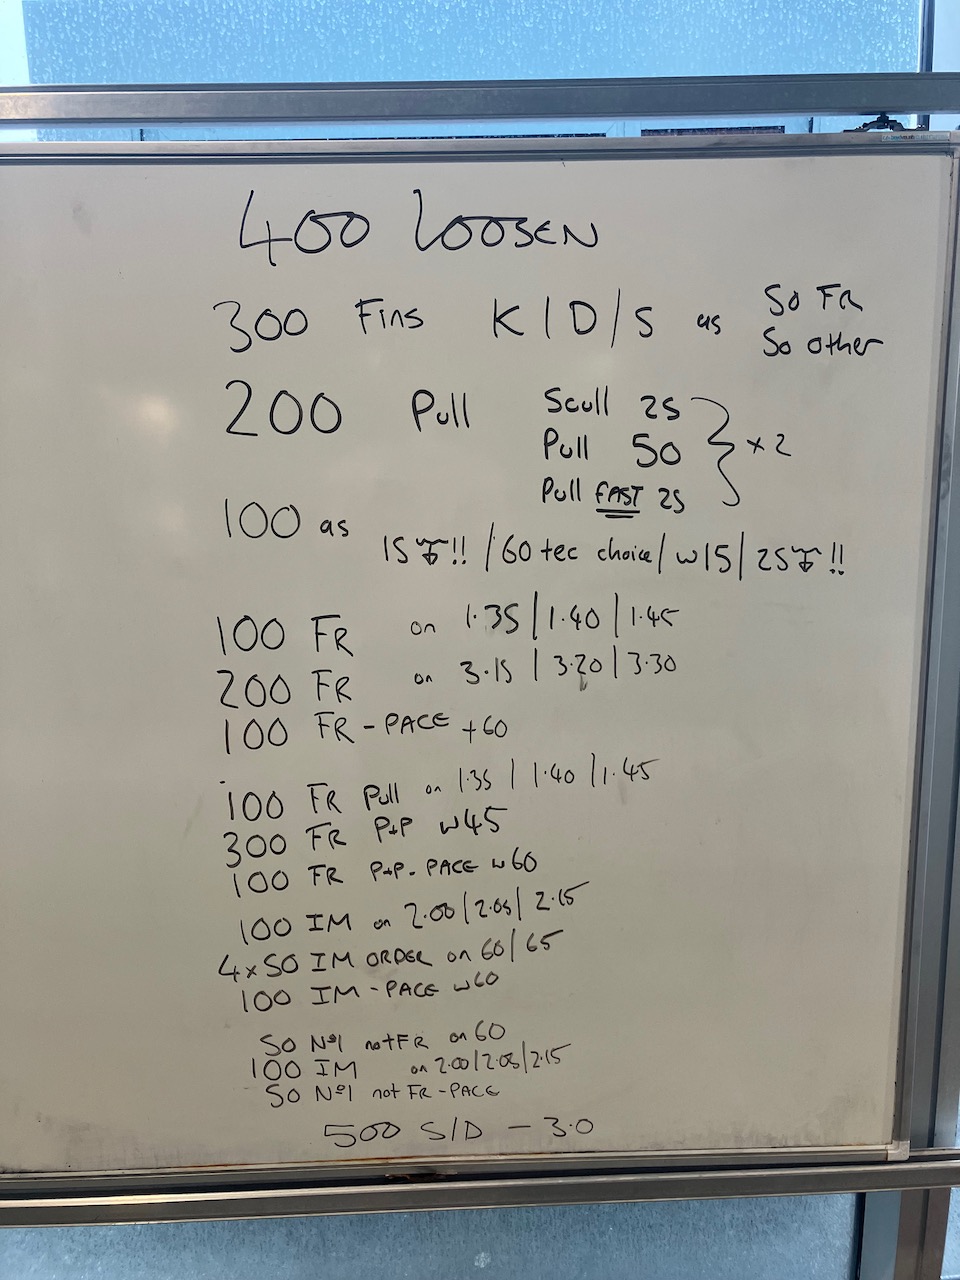 400 LOOSEN
300 Fins K/D/S as 50 FR
50 other
200 Pull Scull 25
Pull 50 } x 2
Pull FAST 25
100 as
15 !! / 60 tec choice / w15 / 25 !!
100 FR on 1.35 | 1.40 | 1.45
200 FR on 3.15 | 3.20 | 3.30
100 FR - PACE +60
100 FR Pull on 1.35 | 1.40 | 1.45
300 FR P+P w45
100 FR P+P - PACE w60
100 IM on 2.00 | 2.05 | 2.15
4x50 IM ORDER on 60 / 65
100 IM - PACE w60
50 Nº1 not FR on 60
100 IM on 2.00 | 2.05 | 2.15
50 Nº1 not FR - PACE
500 S/D - 3.0